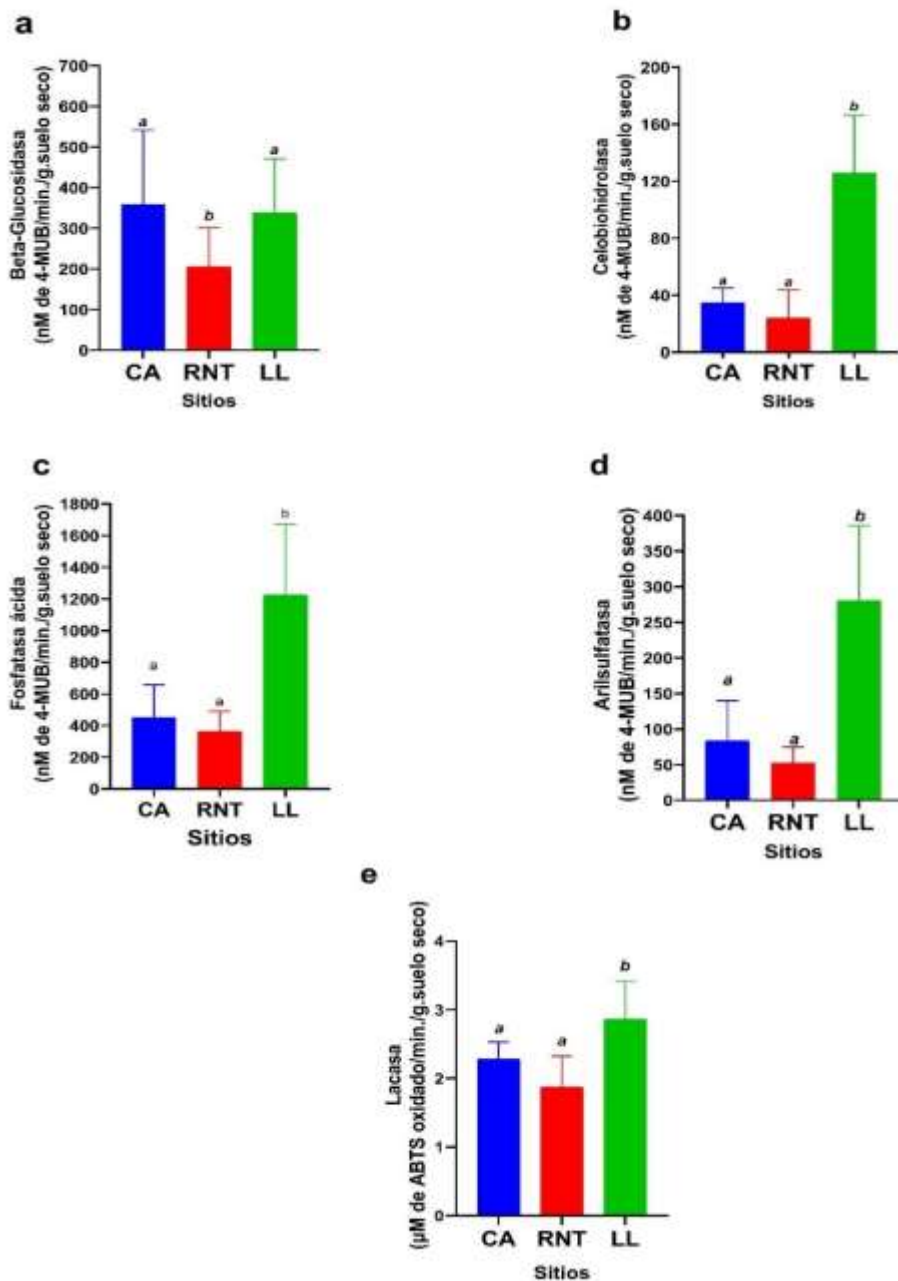 a
Beta-Glucosidasa
(nM de 4-MUB/min./g.suelo seco)
700
600
500
400
300
200
100
0
a
b
a
CA RNT LL
Sitios
b
Celobiohidrolasa
(nM de 4-MUB/min./g.suelo seco)
200
160
120
80
40
0
a
a
b
CA RNT LL
Sitios
c
Fosfatasa ácida
(nM de 4-MUB/min./g.suelo seco)
1800
1600
1400
1200
1000
800
600
400
200
0
a
a
b
CA RNT LL
Sitios
d
Arilsulfatasa
(nM de 4-MUB/min./g.suelo seco)
400
350
300
250
200
150
100
50
0
a
a
b
CA RNT LL
Sitios
e
Lacasa
(µM de ABTS oxidado/min./g.suelo seco)
4
3
2
1
0
a
a
b
CA RNT LL
Sitios